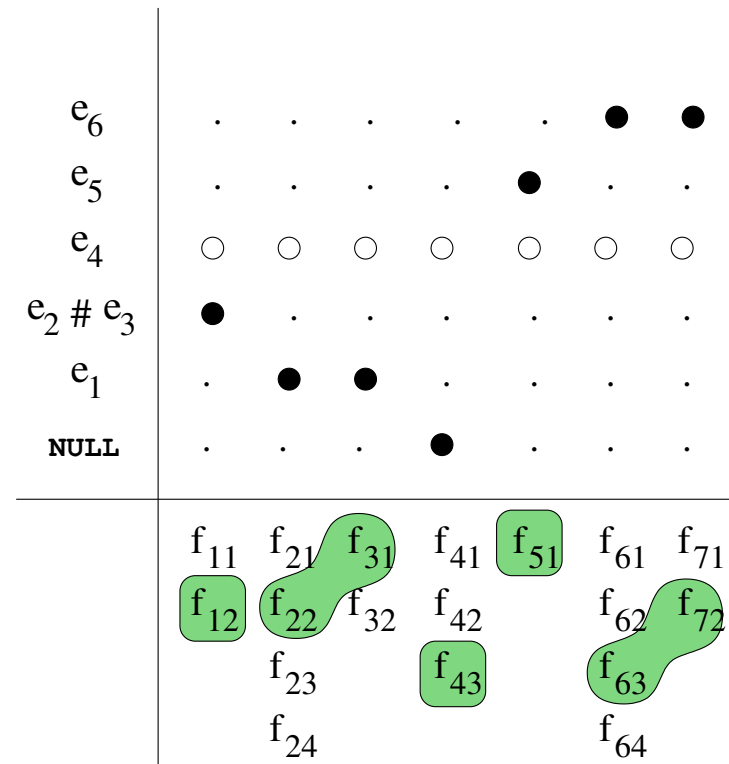 e₆
e₅
e₄
e₂ # e₃
e₁
NULL
f₁₁ f₂₁ f₃₁ f₄₁ f₅₁ f₆₁ f₇₁
f₁₂ f₂₂ f₃₂ f₄₂ f₆₂ f₇₂
f₂₃ f₄₃ f₆₃
f₂₄ f₆₄